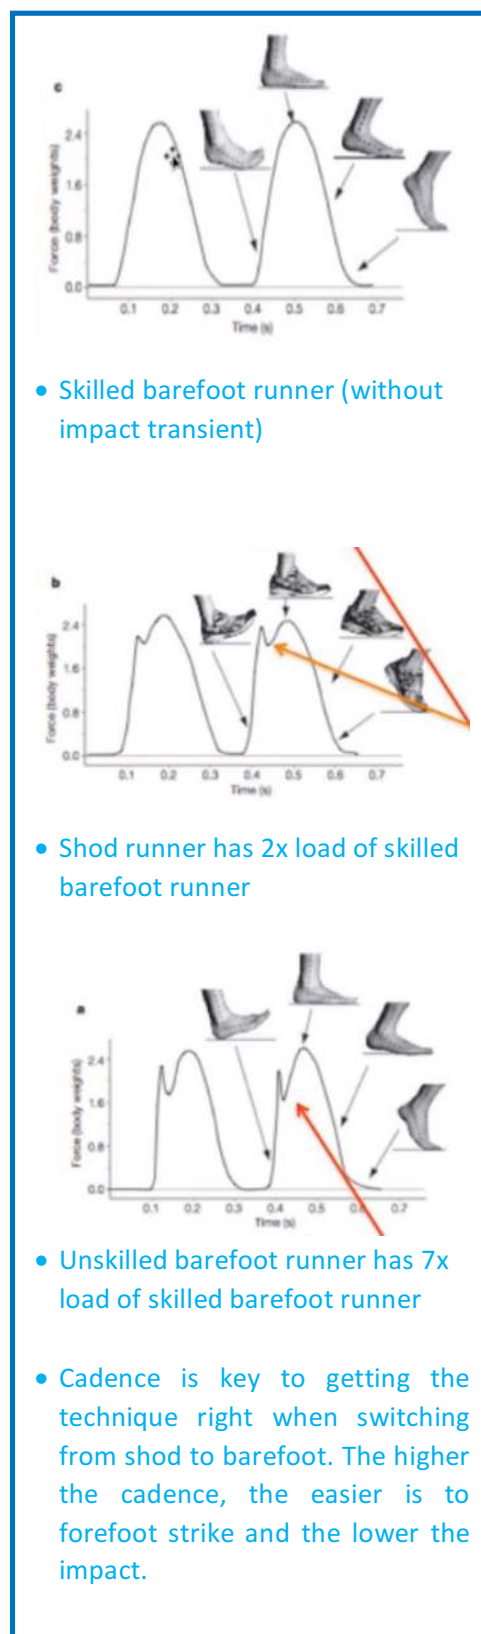 c
Force (body weights)
2.4
1.6
0.8
0.0
0.1 0.2 0.3 0.4 0.5 0.6 0.7
Time (s)
• Skilled barefoot runner (without
impact transient)
b
Force (body weights)
2.4
1.6
0.8
0.0
0.1 0.2 0.3 0.4 0.5 0.6 0.7
Time (s)
• Shod runner has 2x load of skilled
barefoot runner
a
Force (body weights)
2.4
1.6
0.8
0.0
0.1 0.2 0.3 0.4 0.5 0.6 0.7
Time (s)
• Unskilled barefoot runner has 7x
load of skilled barefoot runner
• Cadence is key to getting the
technique right when switching
from shod to barefoot. The higher
the cadence, the easier is to
forefoot strike and the lower the
impact.